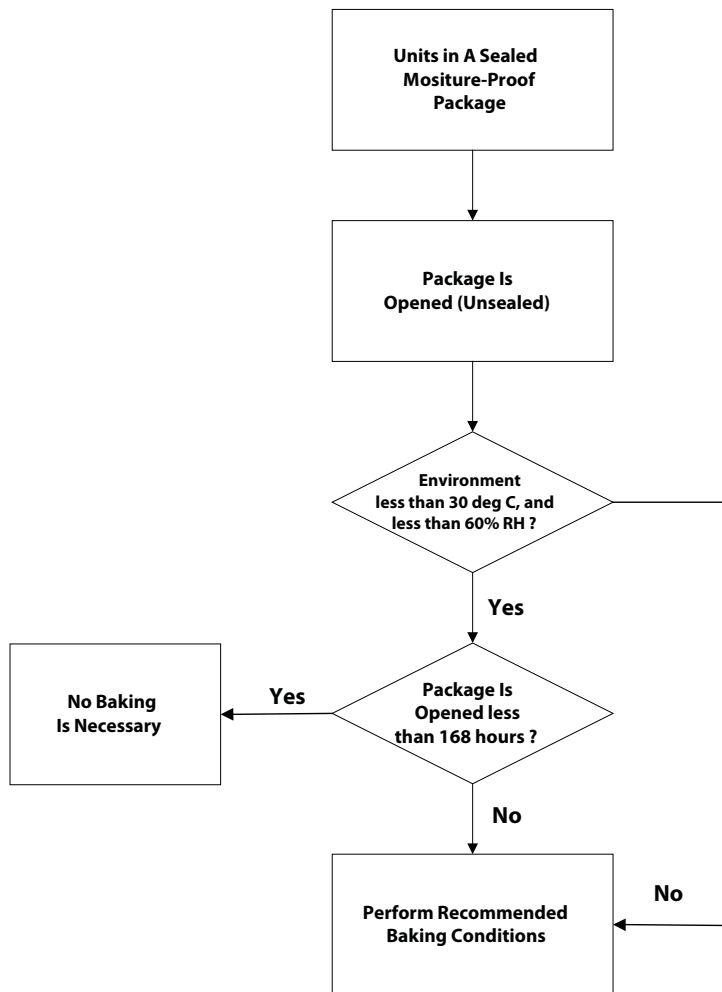 Units in A Sealed
Mositure-Proof
Package
Package Is
Opened (Unsealed)
Environment
less than 30 deg C, and
less than 60% RH ?
Yes
No Baking
Is Necessary
Yes
Package Is
Opened less
than 168 hours ?
No
Perform Recommended
Baking Conditions
No